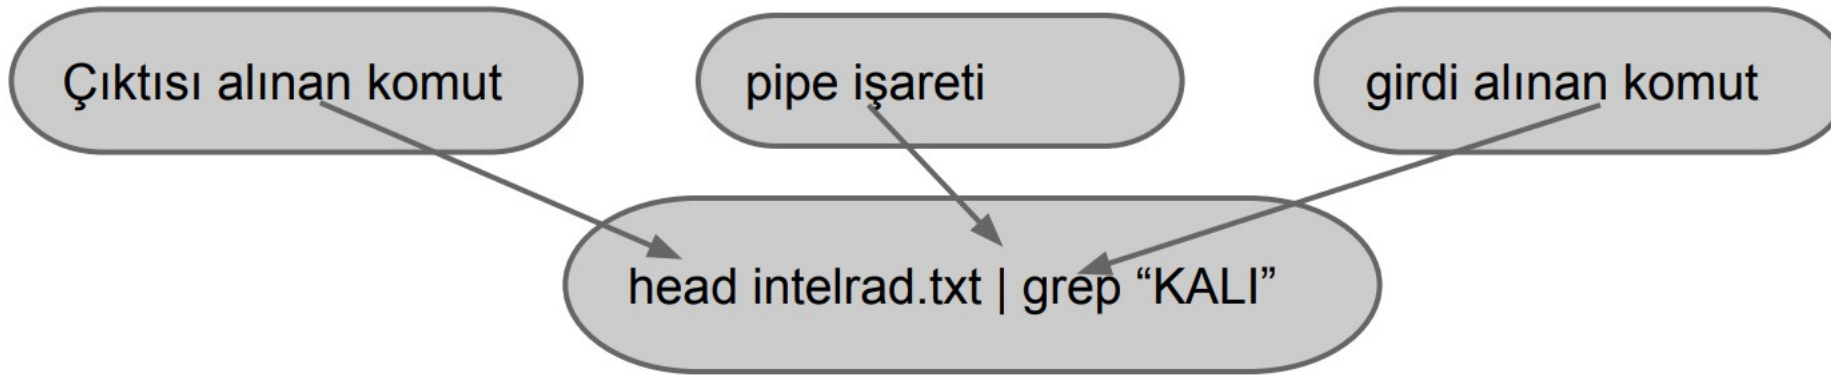 Çıktısı alınan komut
pipe işareti
girdi alınan komut
head intelrad.txt | grep “KALI”